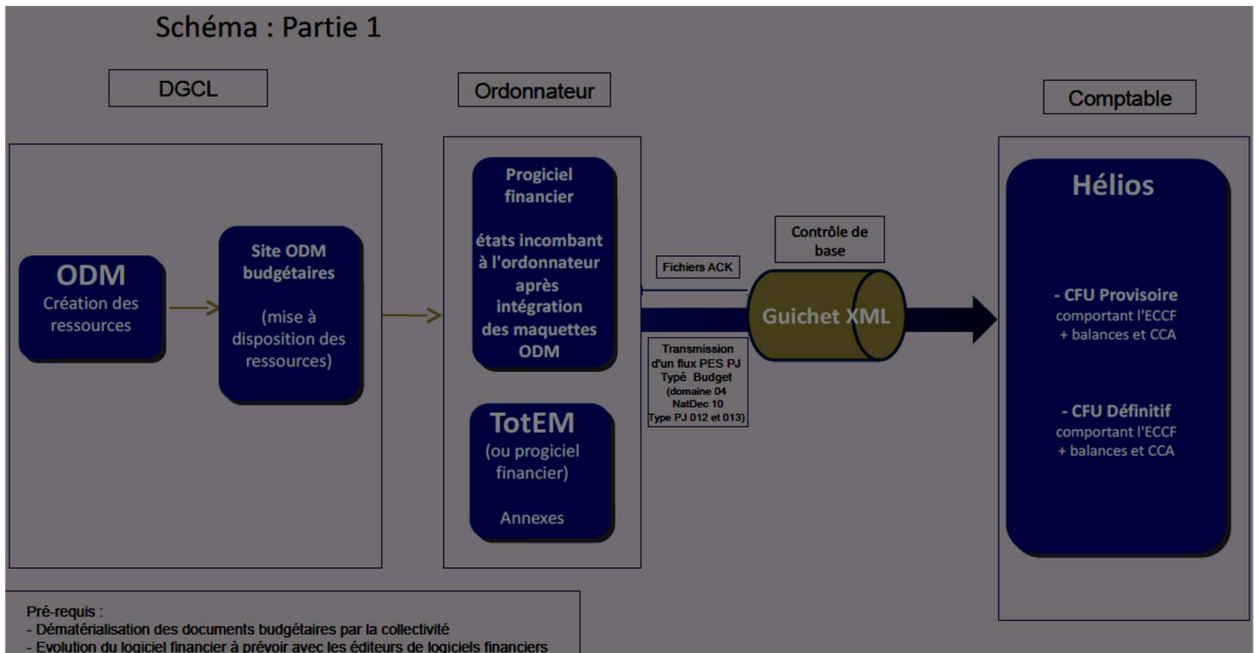 Schéma : Partie 1
DGCL
Ordonnateur
Comptable
ODM
Création des
ressources
Site ODM
budgétaires
(mise à
disposition des
ressources)
Progiciel
financier
états incombant
à l'ordonnateur
après
intégration
des maquettes
ODM
TotEM
(ou progiciel
financier)
Annexes
Fichiers ACK
Transmission
d'un flux PES PJ
Typé Budget
(domaine 04
NatDec 10
Type PJ 012 et 013)
Contrôle de
base
Guichet XML
Hélios
- CFU Provisoire
comportant l'ECCF
+ balances et CCA
- CFU Définitif
comportant l'ECCF
+ balances et CCA
Pré-requis :
- Dématérialisation des documents budgétaires par la collectivité
- Evolution du logiciel financier à prévoir avec les éditeurs de logiciels financiers